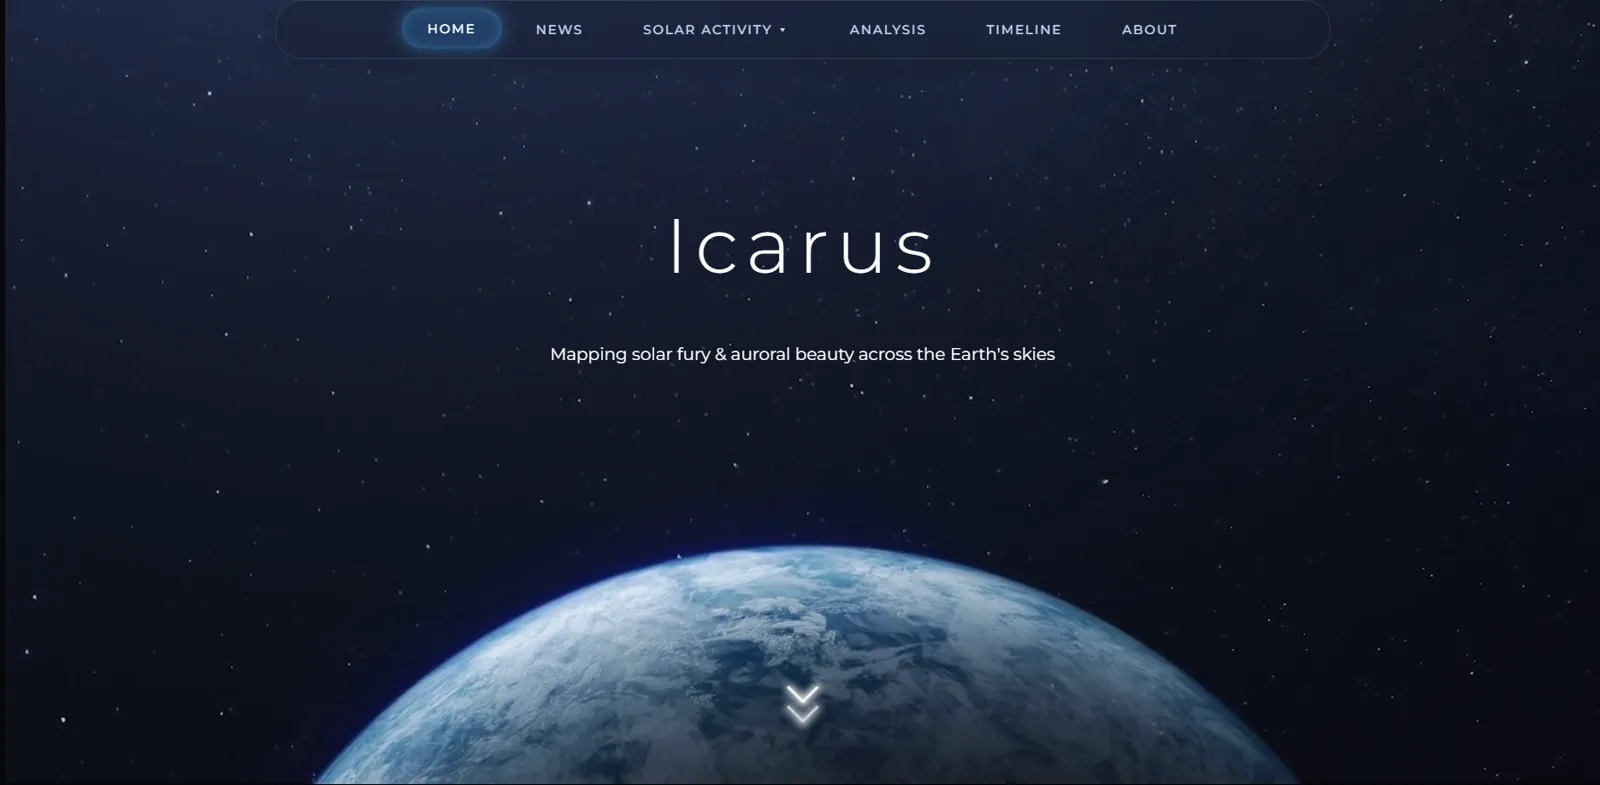 HOME NEWS SOLAR ACTIVITY ▾ ANALYSIS TIMELINE ABOUT
Icarus
Mapping solar fury & auroral beauty across the Earth's skies